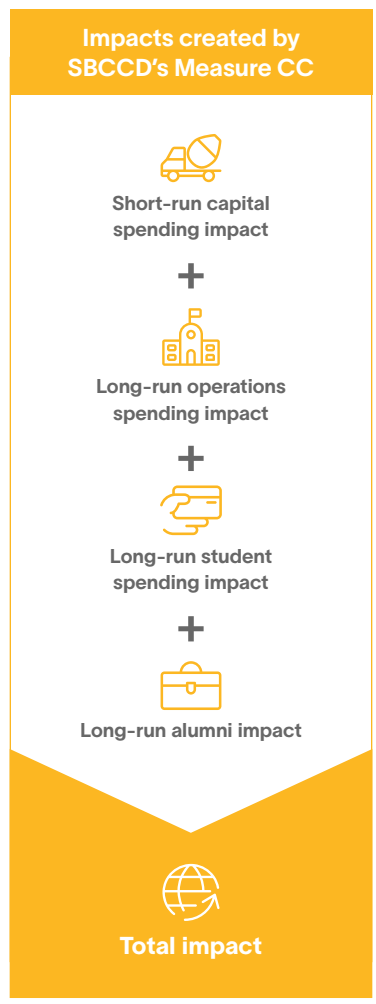 Impacts created by
SBCCD's Measure CC
Short-run capital
spending impact
+
Long-run operations
spending impact
+
Long-run student
spending impact
+
Long-run alumni impact
Total impact